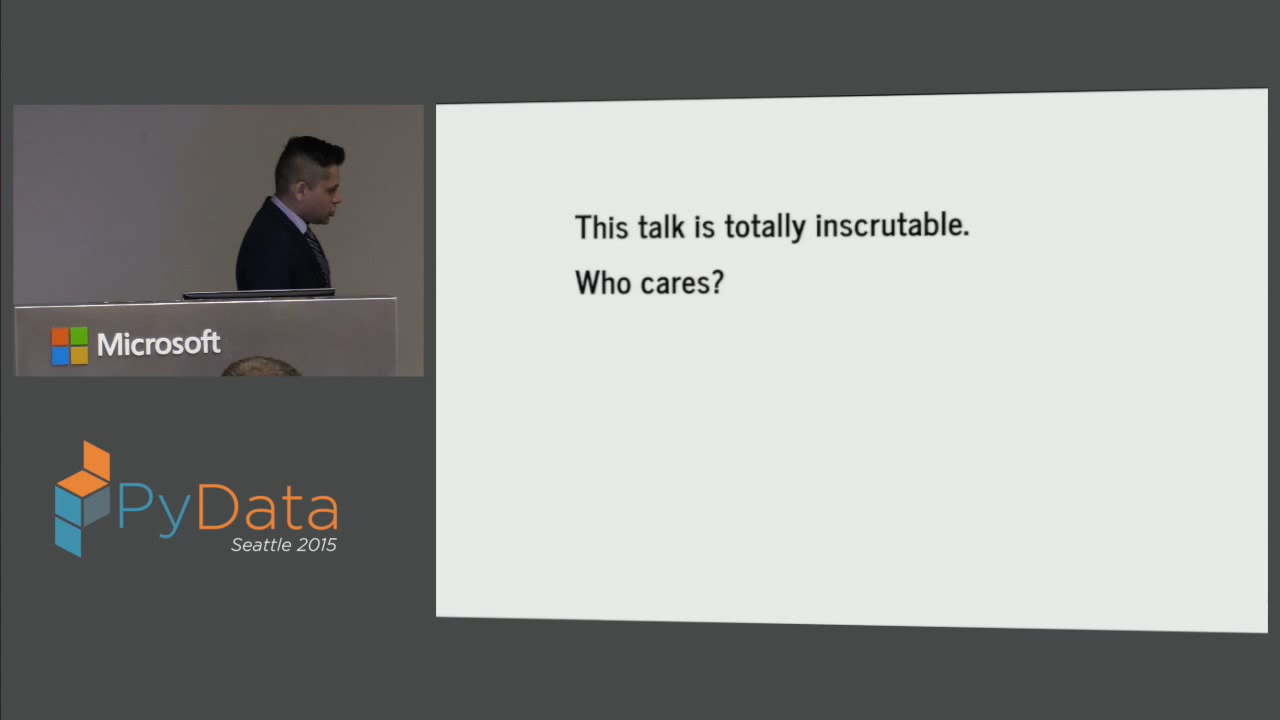 Microsoft
PyData
Seattle 2015
This talk is totally inscrutable.
Who cares?